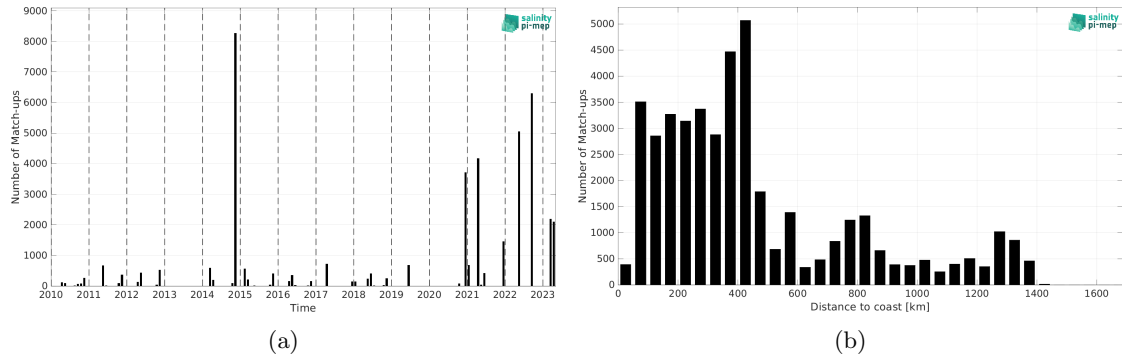 9000
8000
7000
6000
5000
4000
3000
2000
1000
0
Number of Match-ups
2010 2011 2012 2013 2014 2015 2016 2017 2018 2019 2020 2021 2022 2023
Time
salinity
pi-mep
(a)
5000
4500
4000
3500
3000
2500
2000
1500
1000
500
0
Number of Match-ups
0 200 400 600 800 1000 1200 1400 1600
Distance to coast [km]
salinity
pi-mep
(b)